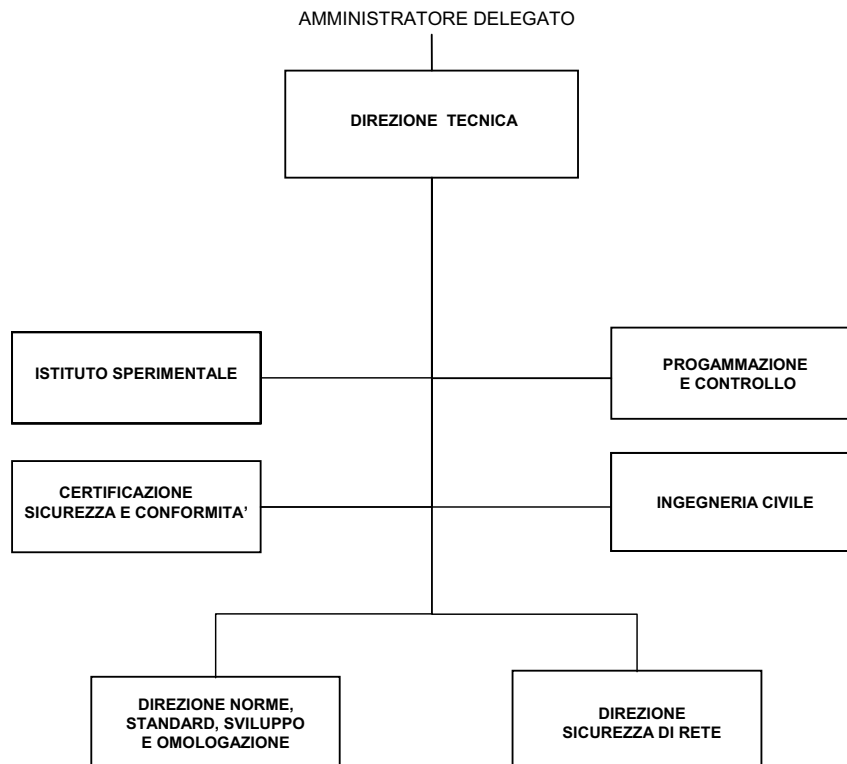 AMMINISTRATORE DELEGATO
DIREZIONE TECNICA
ISTITUTO SPERIMENTALE
PROGAMMAZIONE
E CONTROLLO
CERTIFICAZIONE
SICUREZZA E CONFORMITA'
INGEGNERIA CIVILE
DIREZIONE NORME,
STANDARD, SVILUPPO
E OMOLOGAZIONE
DIREZIONE
SICUREZZA DI RETE